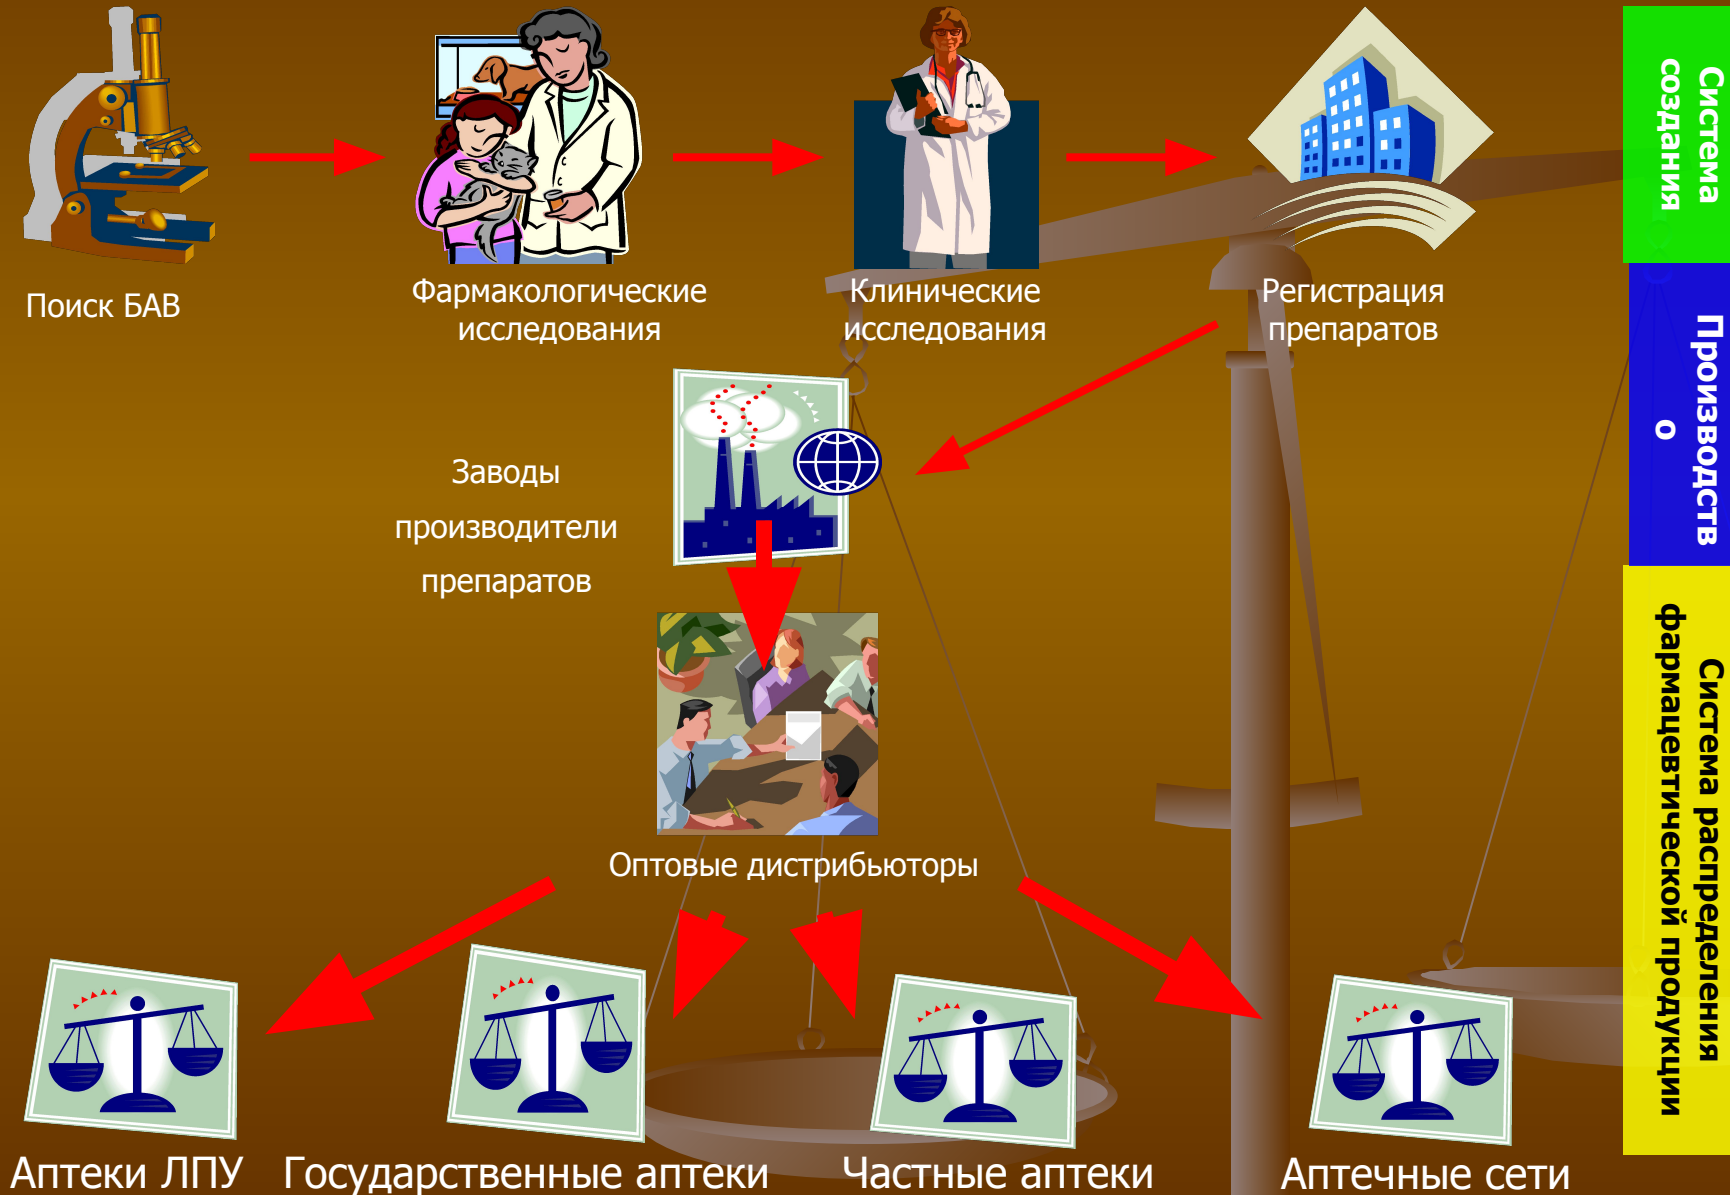 Поиск БАВ
Фармакологические
исследования
Клинические
исследования
Регистрация
препаратов
Заводы
производители
препаратов
Оптовые дистрибьюторы
Аптеки ЛПУ
Государственные аптеки
Частные аптеки
Аптечные сети
Система
создания
Производств
о
Система распределения
фармацевтической продукции